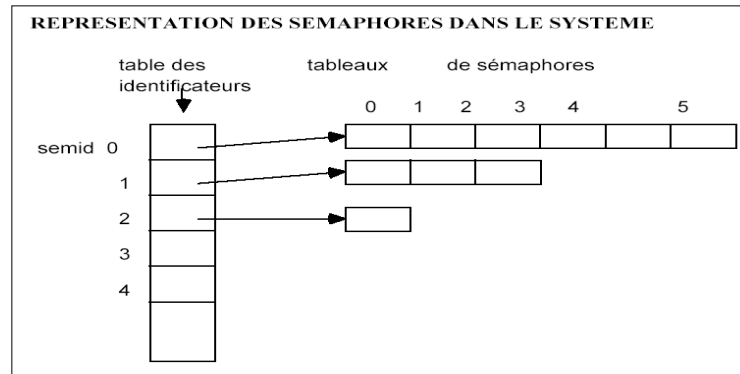 REPRESENTATION DES SEMAPHORES DANS LE SYSTEME
table des
identificateurs
tableaux de sémaphores
0 1 2 3 4 5
semid 0
1
2
3
4